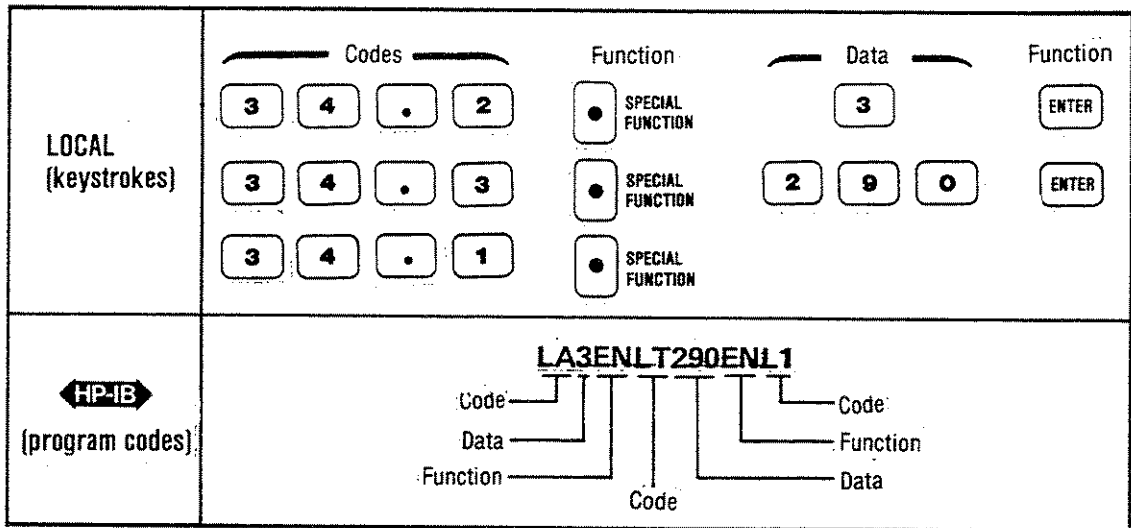 Codes Function Data Function
3 4 . 2 SPECIAL FUNCTION 3 ENTER
LOCAL
(keystrokes)
3 4 . 3 SPECIAL FUNCTION 2 9 0 ENTER
3 4 . 1 SPECIAL FUNCTION
HP-IB
(program codes)
LA3ENLT290ENL1
Code Code
Data Function
Function Data
Code